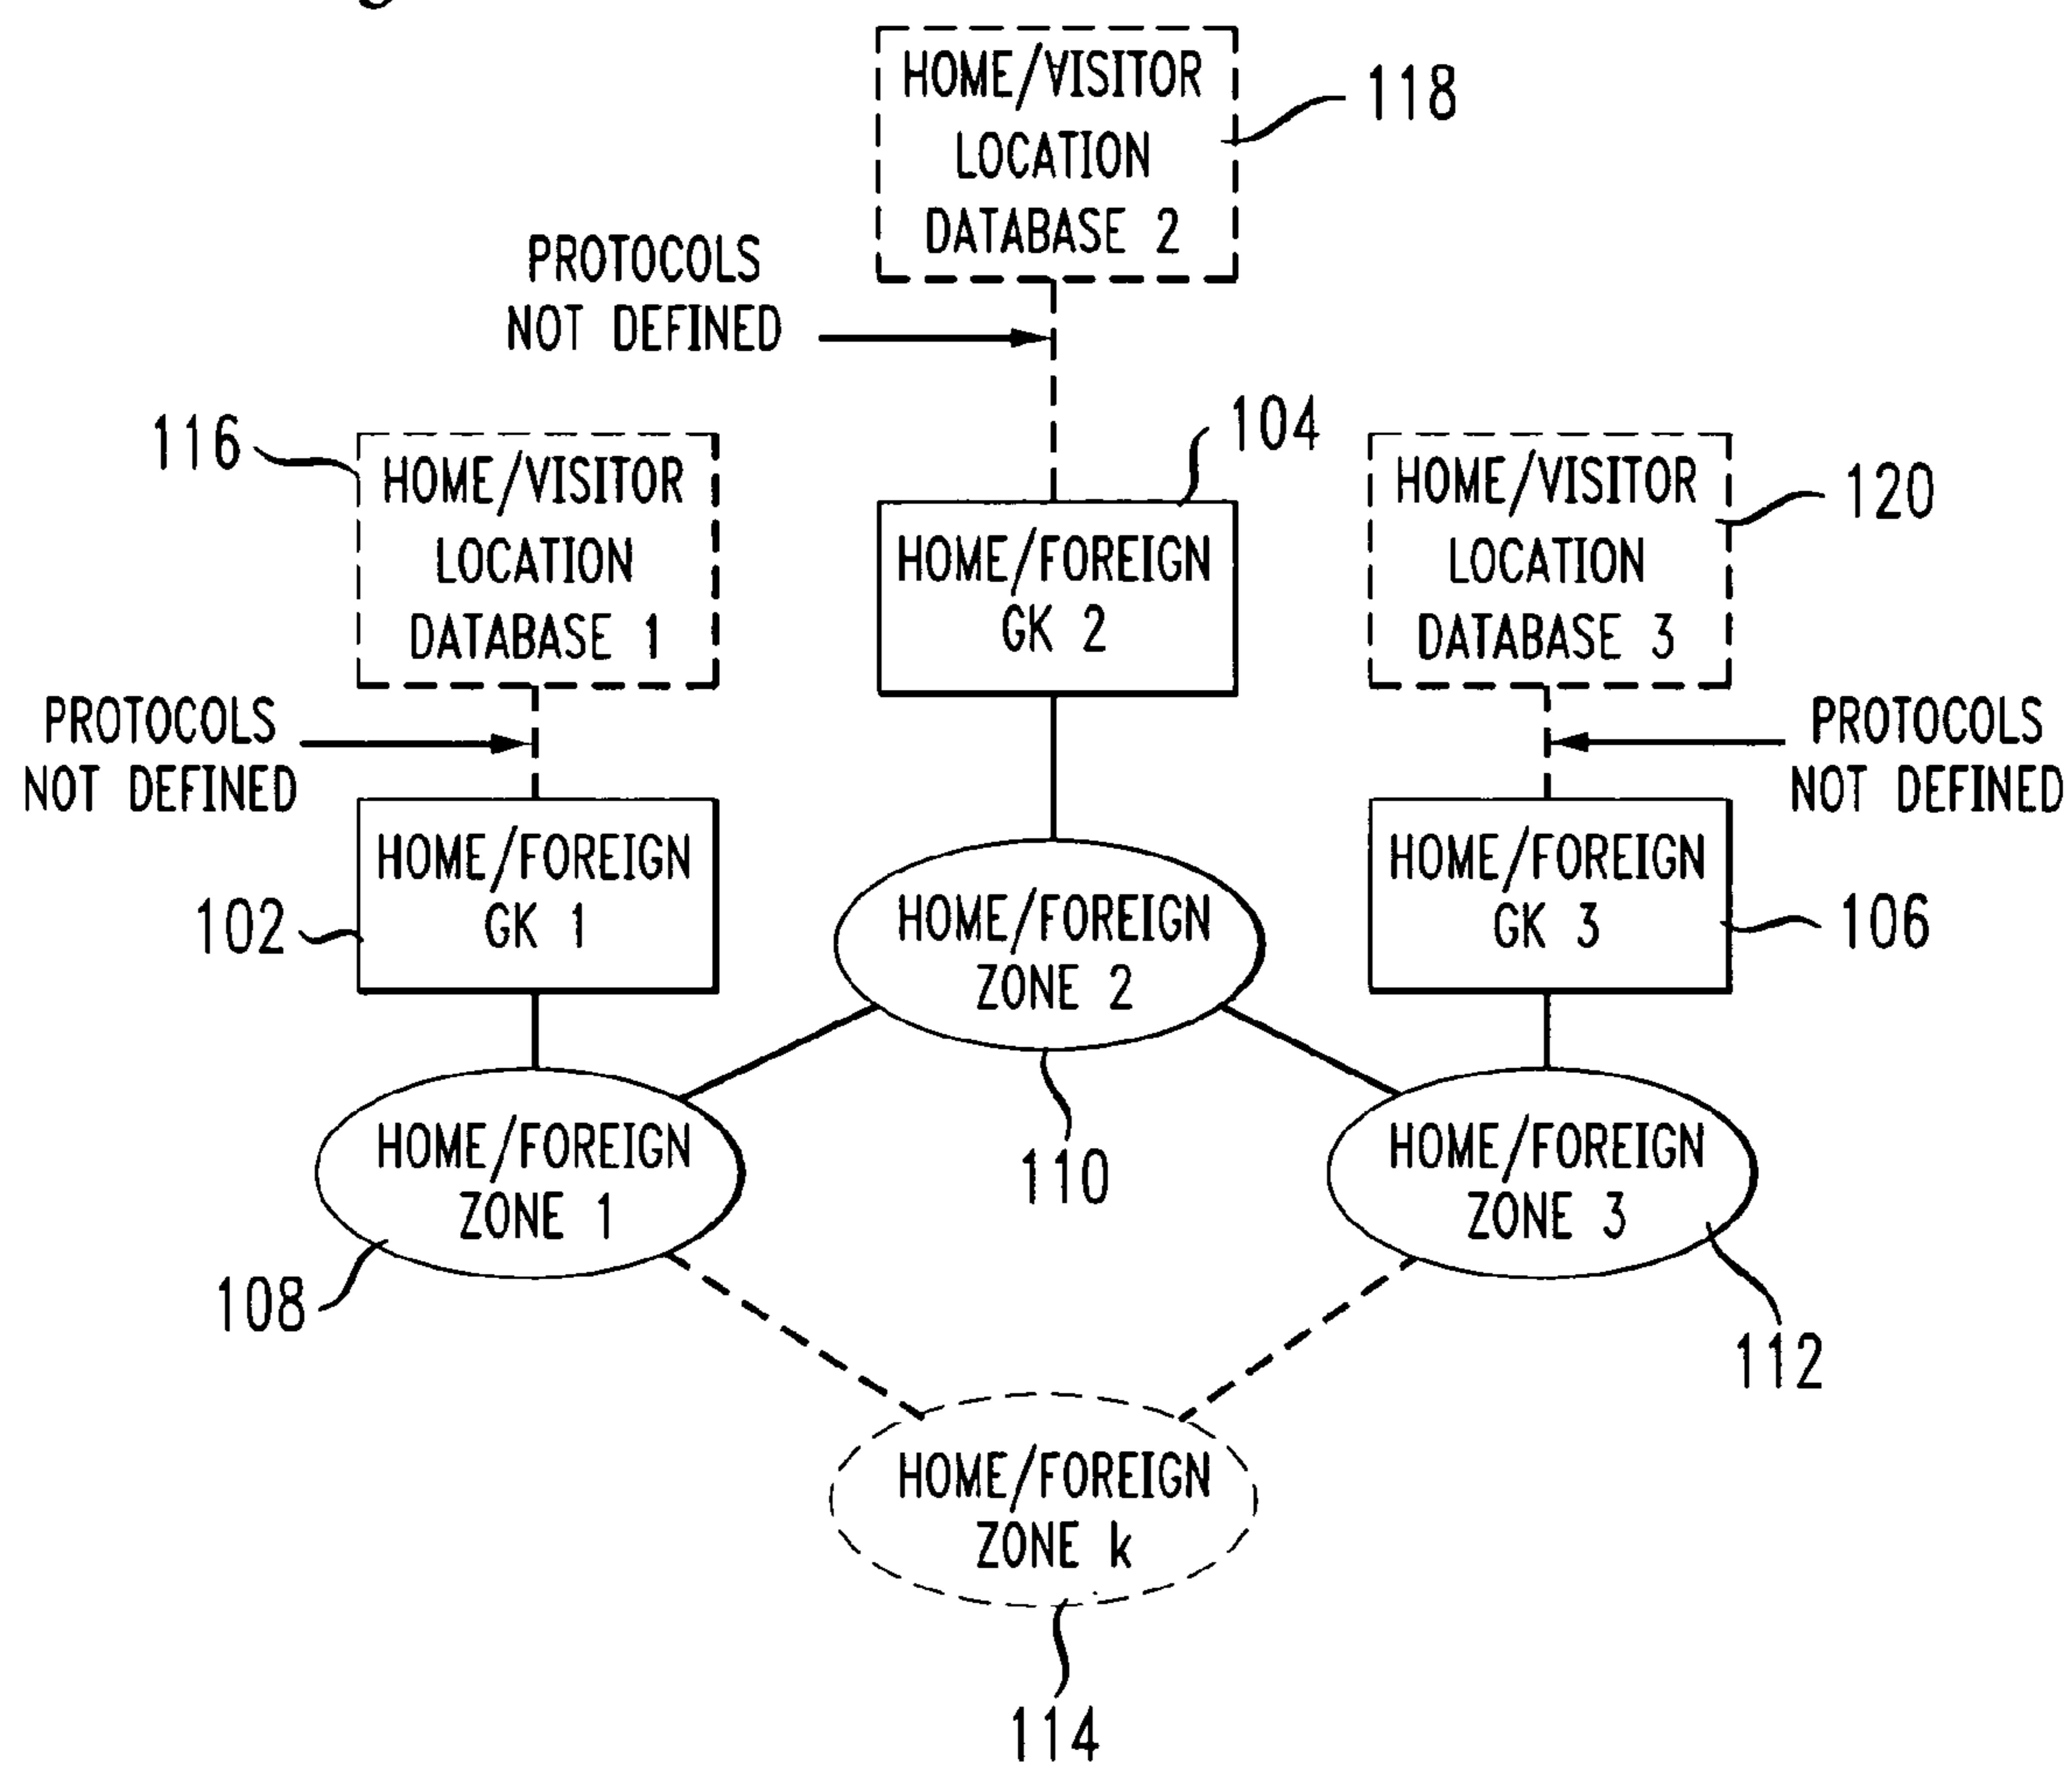 HOME/VISITOR
LOCATION
DATABASE 2
118
PROTOCOLS
NOT DEFINED
104
116
HOME/VISITOR
LOCATION
DATABASE 1
HOME/FOREIGN
GK 2
HOME/VISITOR
LOCATION
DATABASE 3
120
PROTOCOLS
NOT DEFINED
PROTOCOLS
NOT DEFINED
102
HOME/FOREIGN
GK 1
HOME/FOREIGN
ZONE 2
HOME/FOREIGN
GK 3
106
110
HOME/FOREIGN
ZONE 1
HOME/FOREIGN
ZONE 3
108
112
HOME/FOREIGN
ZONE k
114